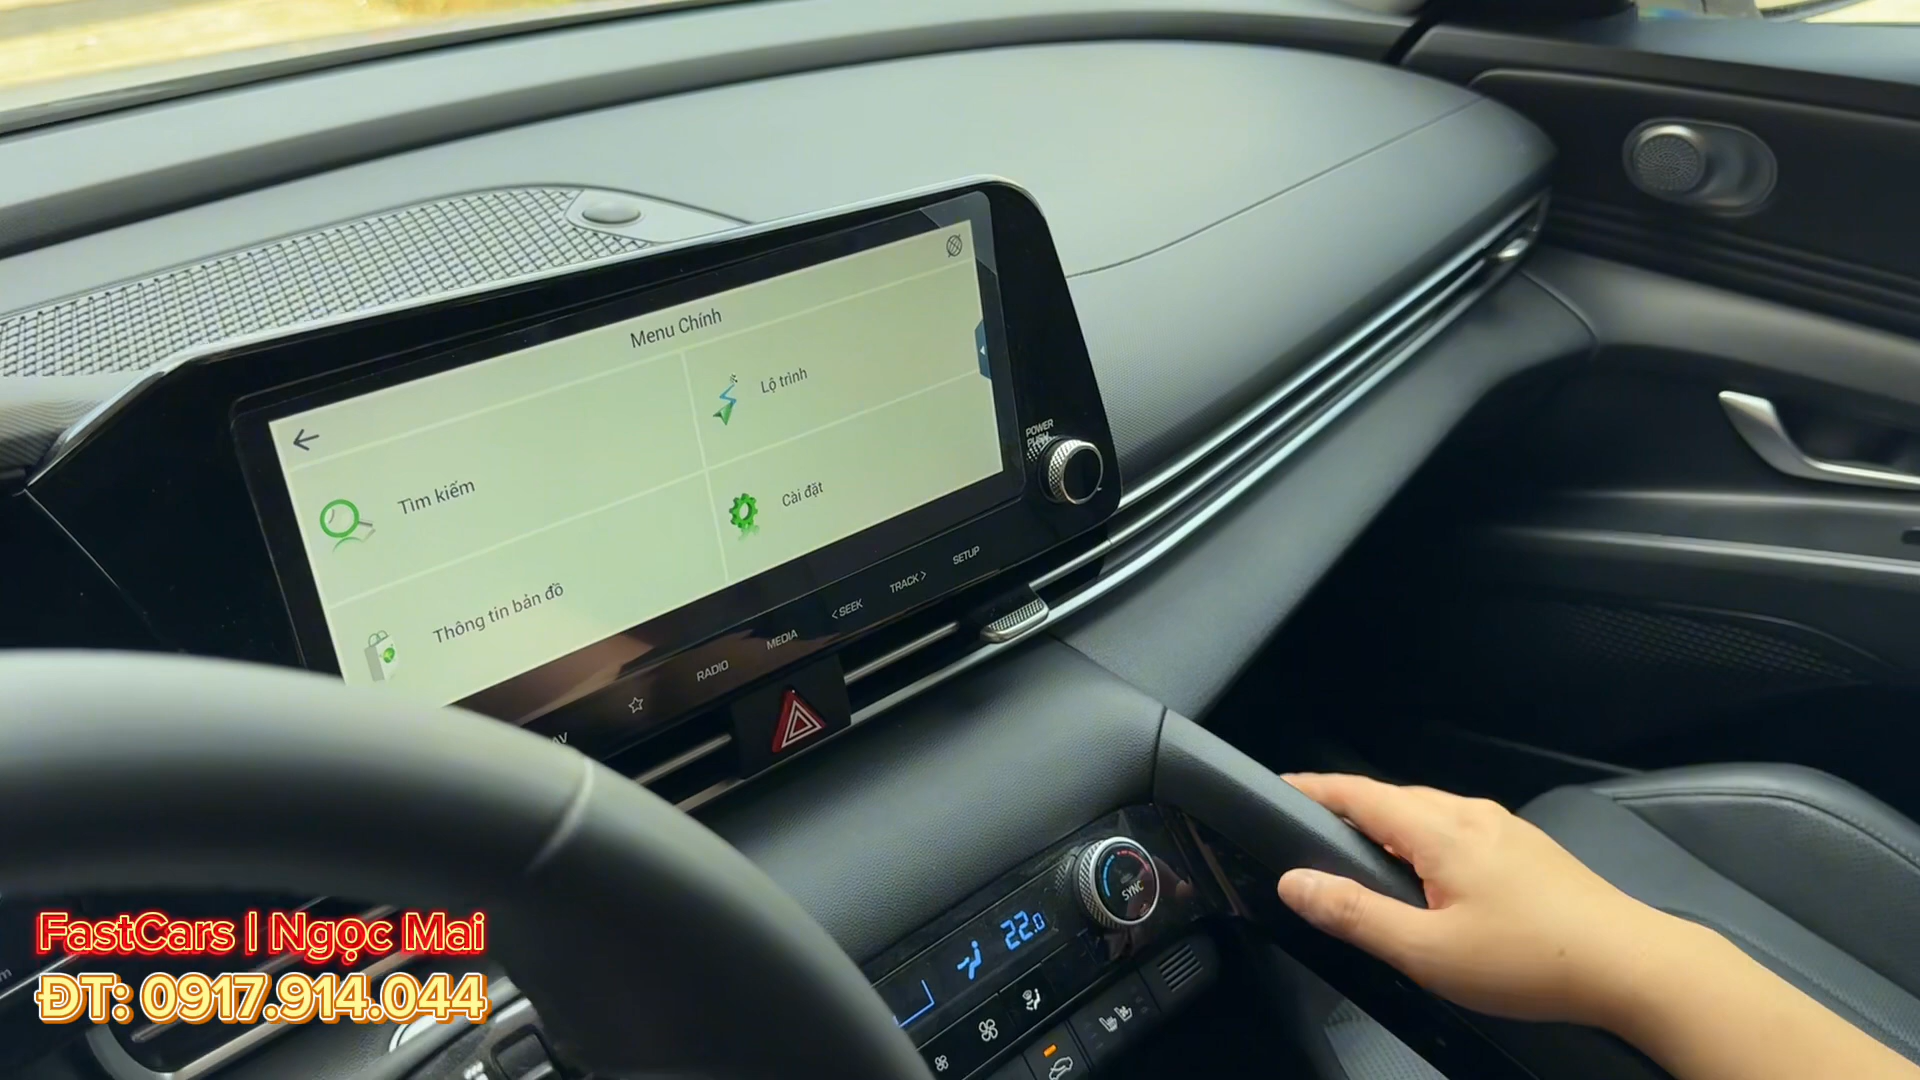 Menu Chính
Lộ trình
Tìm kiếm
Cài đặt
Thông tin bản đồ
POWER
PUSH
RADIO
MEDIA
< SEEK
TRACK >
SETUP
SYNC
22.0
FastCars | Ngọc Mai
ĐT: 0917.914.044